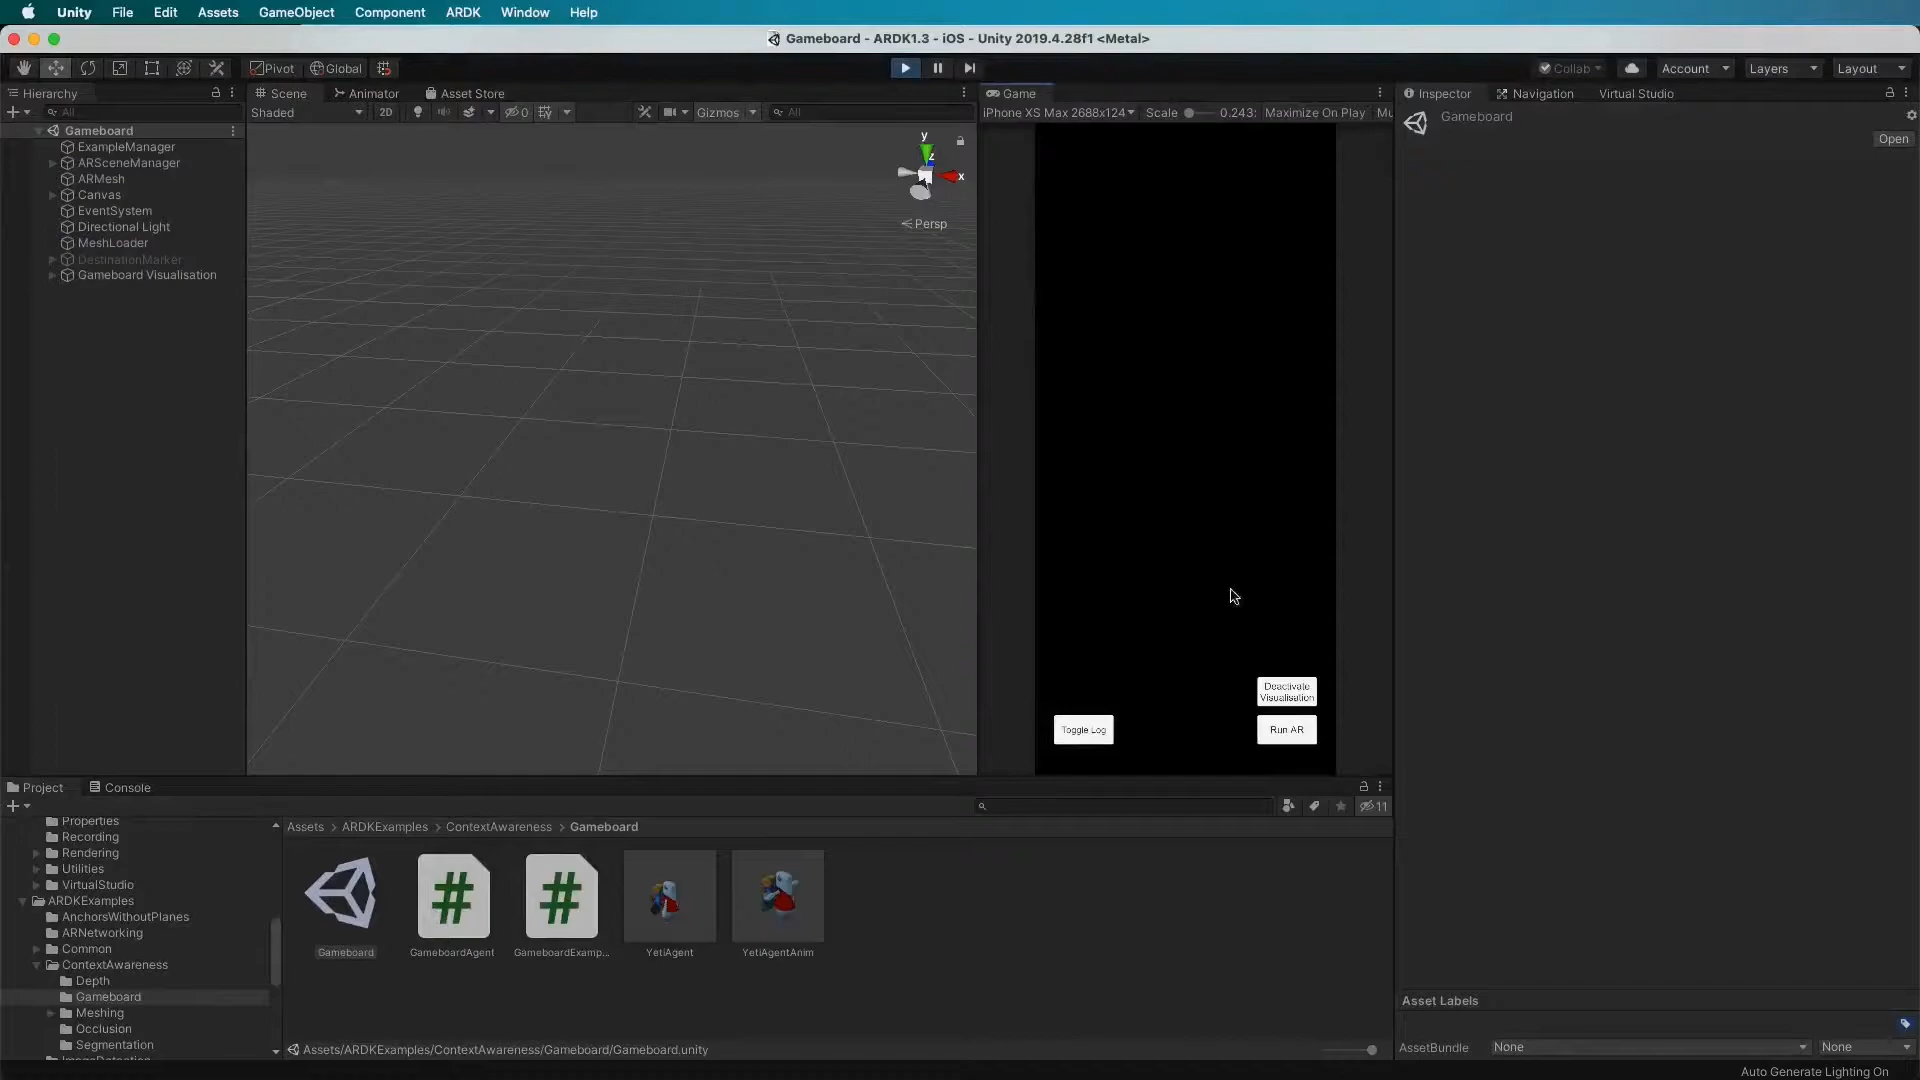 Unity File Edit Assets GameObject Component ARDK Window Help
Gameboard - ARDK1.3 - iOS - Unity 2019.4.28f1 <Metal>
Pivot Global Collab Account Layers Layout
Hierarchy
All
Gameboard
ExampleManager
ARSceneManager
ARMesh
Canvas
EventSystem
Directional Light
MeshLoader
DestinationMarker
Gameboard Visualisation
Scene Animator Asset Store
Shaded 2D 0 Gizmos All
y
z
x
Persp
Game
iPhone XS Max 2688x124 Scale 0.243: Maximize On Play Mu
Deactivate
Visualisation
Toggle Log
Run AR
Inspector Navigation Virtual Studio
Gameboard
Open
Project Console
11
Properties
Recording
Rendering
Utilities
VirtualStudio
ARDKExamples
AnchorsWithoutPlanes
ARNetworking
Common
ContextAwareness
Depth
Gameboard
Meshing
Occlusion
Segmentation
ImageDetection
Assets > ARDKExamples > ContextAwareness > Gameboard
Gameboard
GameboardAgent
GameboardExamp...
YetiAgent
YetiAgentAnim
Assets/ARDKExamples/ContextAwareness/Gameboard/Gameboard.unity
Asset Labels
AssetBundle None None
Auto Generate Lighting On